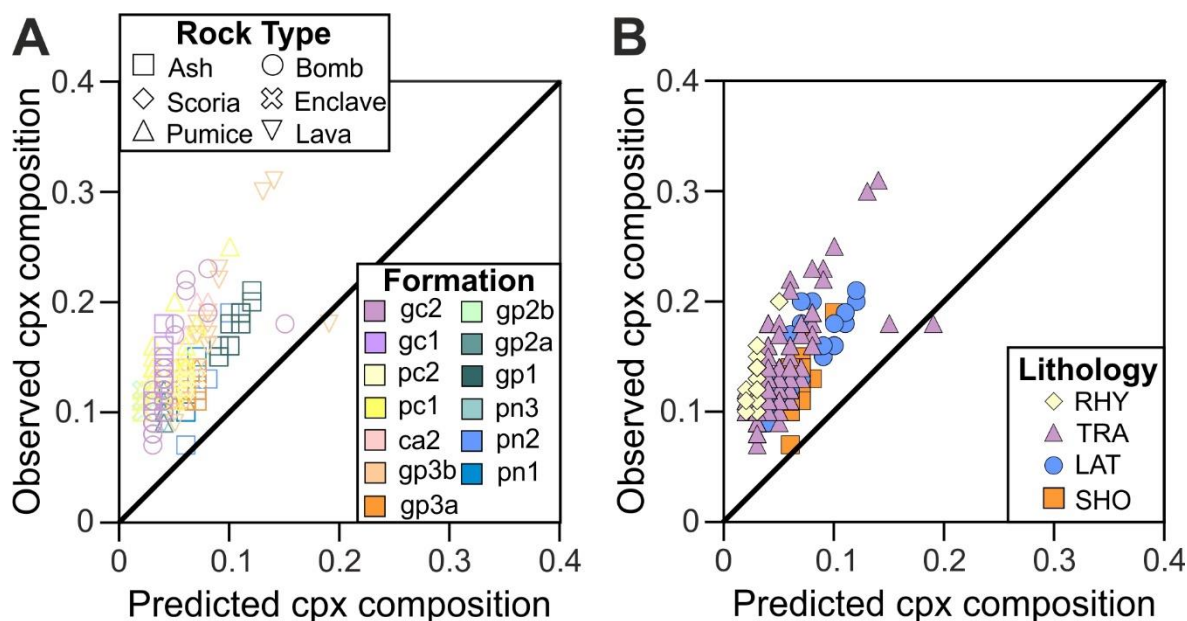 A
Rock Type
Ash
Bomb
Scoria
Enclave
Pumice
Lava
0.4
0.3
0.2
0.1
0
Observed cpx composition
Formation
gc2
gp2b
gc1
gp2a
pc2
gp1
pc1
pn3
ca2
pn2
gp3b
pn1
gp3a
0
0.1
0.2
0.3
0.4
Predicted cpx composition
B
0.4
0.3
0.2
0.1
0
Observed cpx composition
Lithology
RHY
TRA
LAT
SHO
0
0.1
0.2
0.3
0.4
Predicted cpx composition